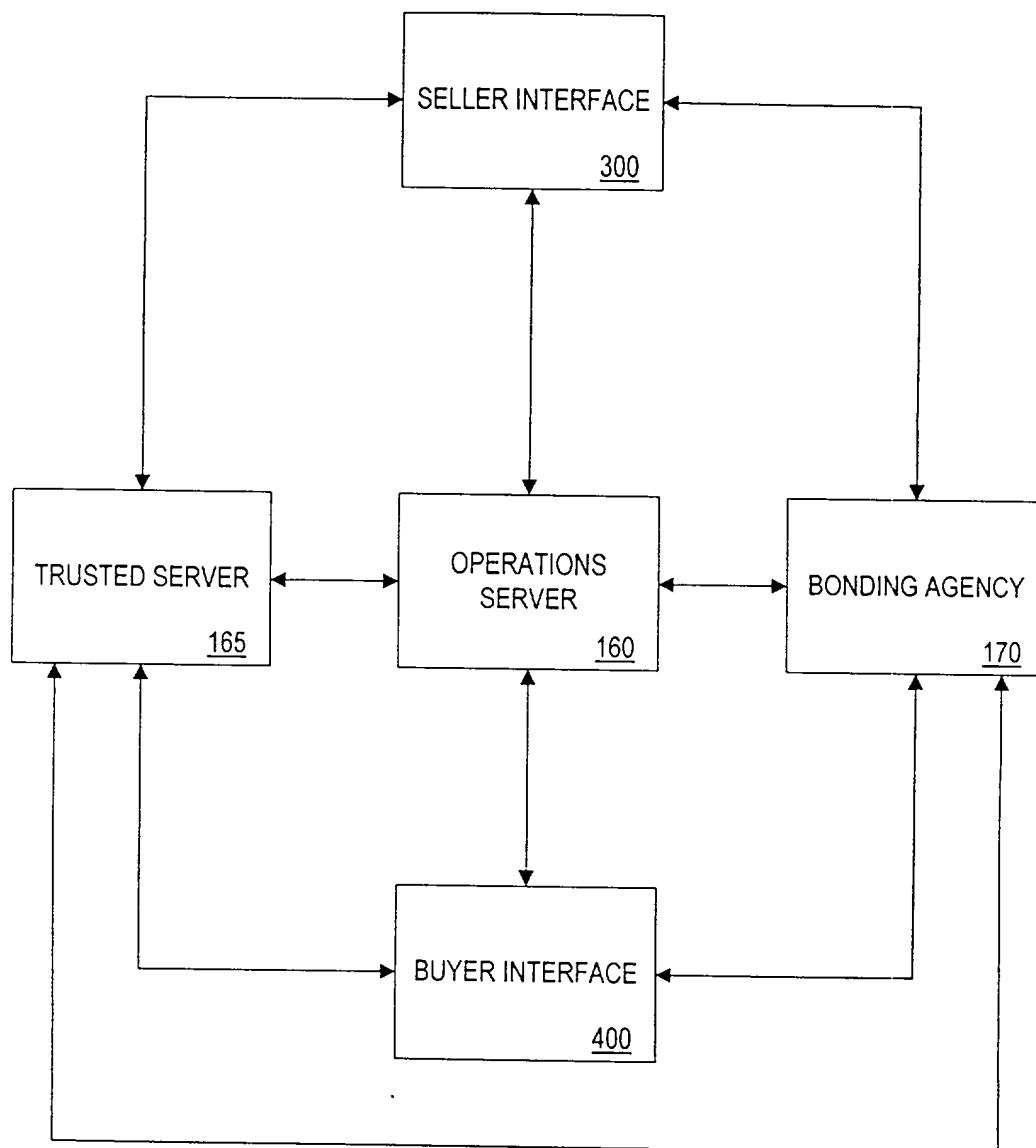 SELLER INTERFACE
300
TRUSTED SERVER
165
OPERATIONS
SERVER
160
BONDING AGENCY
170
BUYER INTERFACE
400